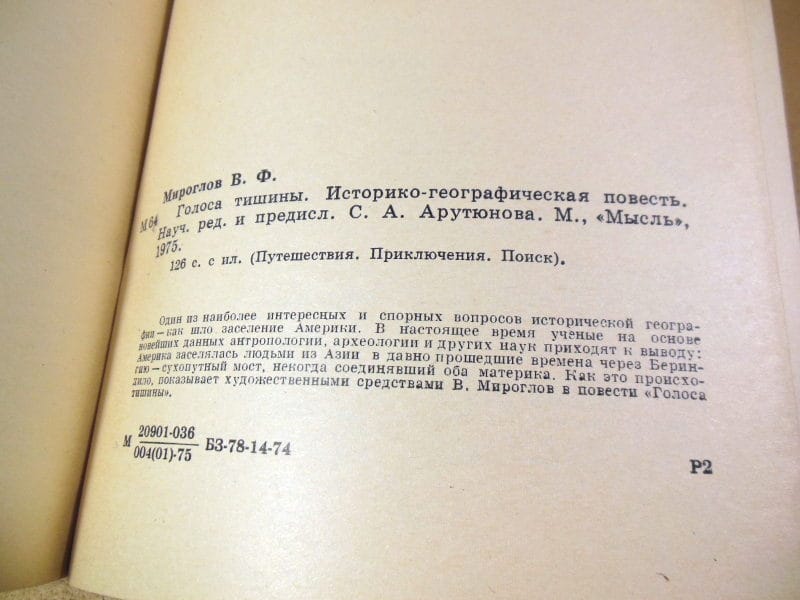 Мироглов В. Ф.
М64 Голоса тишины. Историко-географическая повесть.
Науч. ред. и предисл. С. А. Арутюнова. М., «Мысль»,
1975.
126 с. с ил. (Путешествия. Приключения. Поиск).
Один из наиболее интересных и спорных вопросов исторической геогра-
фии — как шло заселение Америки. В настоящее время ученые на основе
новейших данных антропологии, археологии и других наук приходят к выводу:
Америка заселялась людьми из Азии в давно прошедшие времена через Берин-
гию — сухопутный мост, некогда соединявший оба материка. Как это происхо-
дило, показывает художественными средствами В. Мироглов в повести «Голоса
тишины».
М 20901-036
004(01)-75 БЗ-78-14-74
Р2